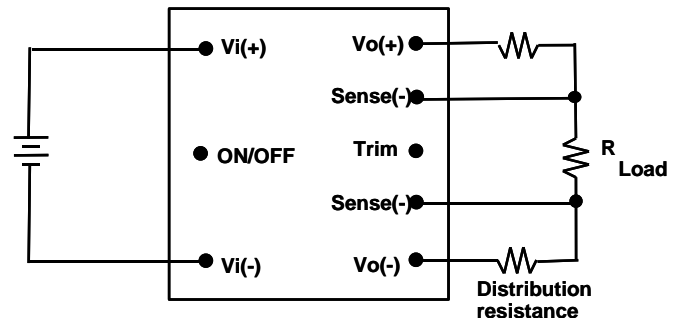 Vi(+)
Vo(+)
Sense(-)
ON/OFF
Trim
R
Load
Sense(-)
Vi(-)
Vo(-)
Distribution
resistance